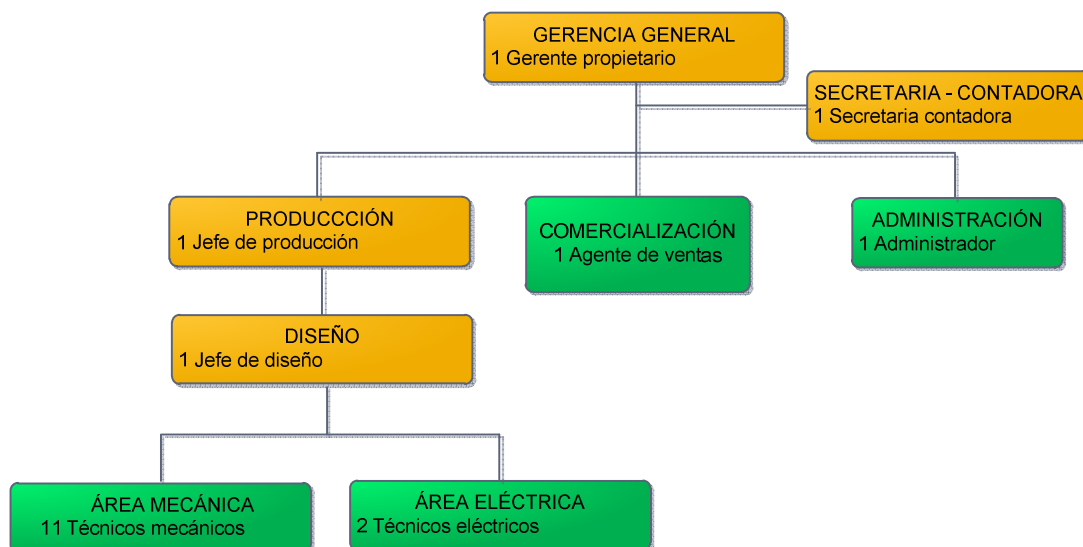 GERENCIA GENERAL
1 Gerente propietario
SECRETARIA - CONTADORA
1 Secretaria contadora
PRODUCCCIÓN
1 Jefe de producción
COMERCIALIZACIÓN
1 Agente de ventas
ADMINISTRACIÓN
1 Administrador
DISEÑO
1 Jefe de diseño
ÁREA MECÁNICA
11 Técnicos mecánicos
ÁREA ELÉCTRICA
2 Técnicos eléctricos